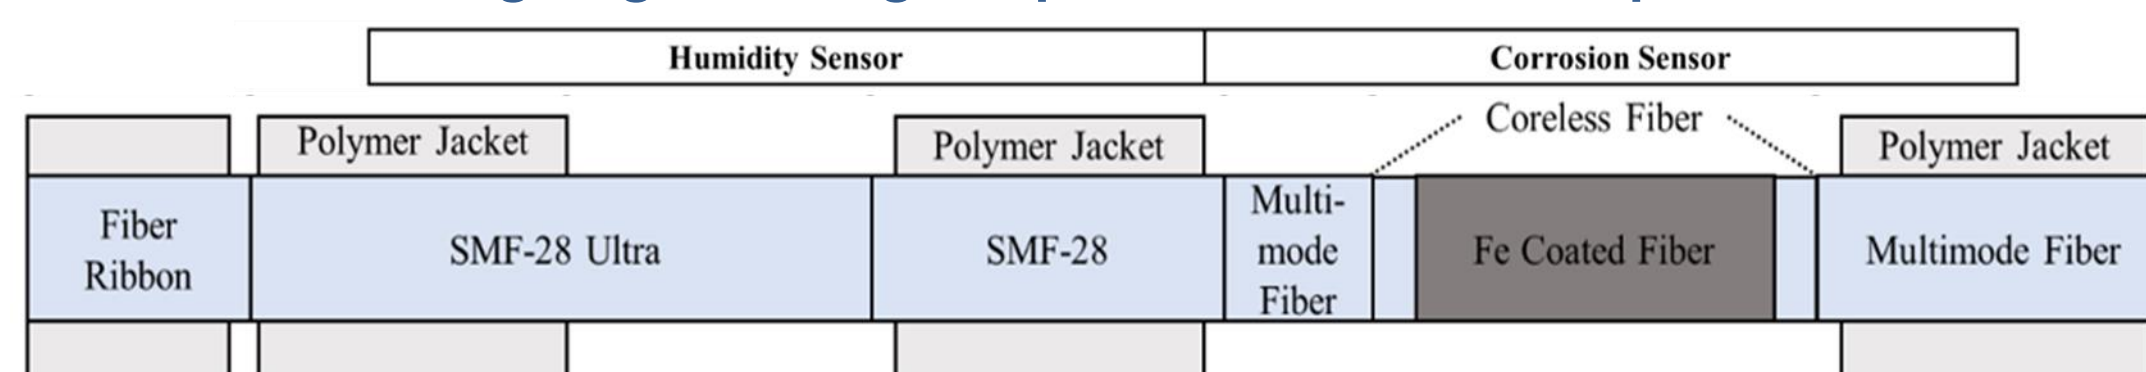 Humidity Sensor
Corrosion Sensor
Coreless Fiber
Polymer Jacket
Polymer Jacket
Polymer Jacket
Fiber
Ribbon
SMF-28 Ultra
SMF-28
Multi-
mode
Fiber
Fe Coated Fiber
Multimode Fiber